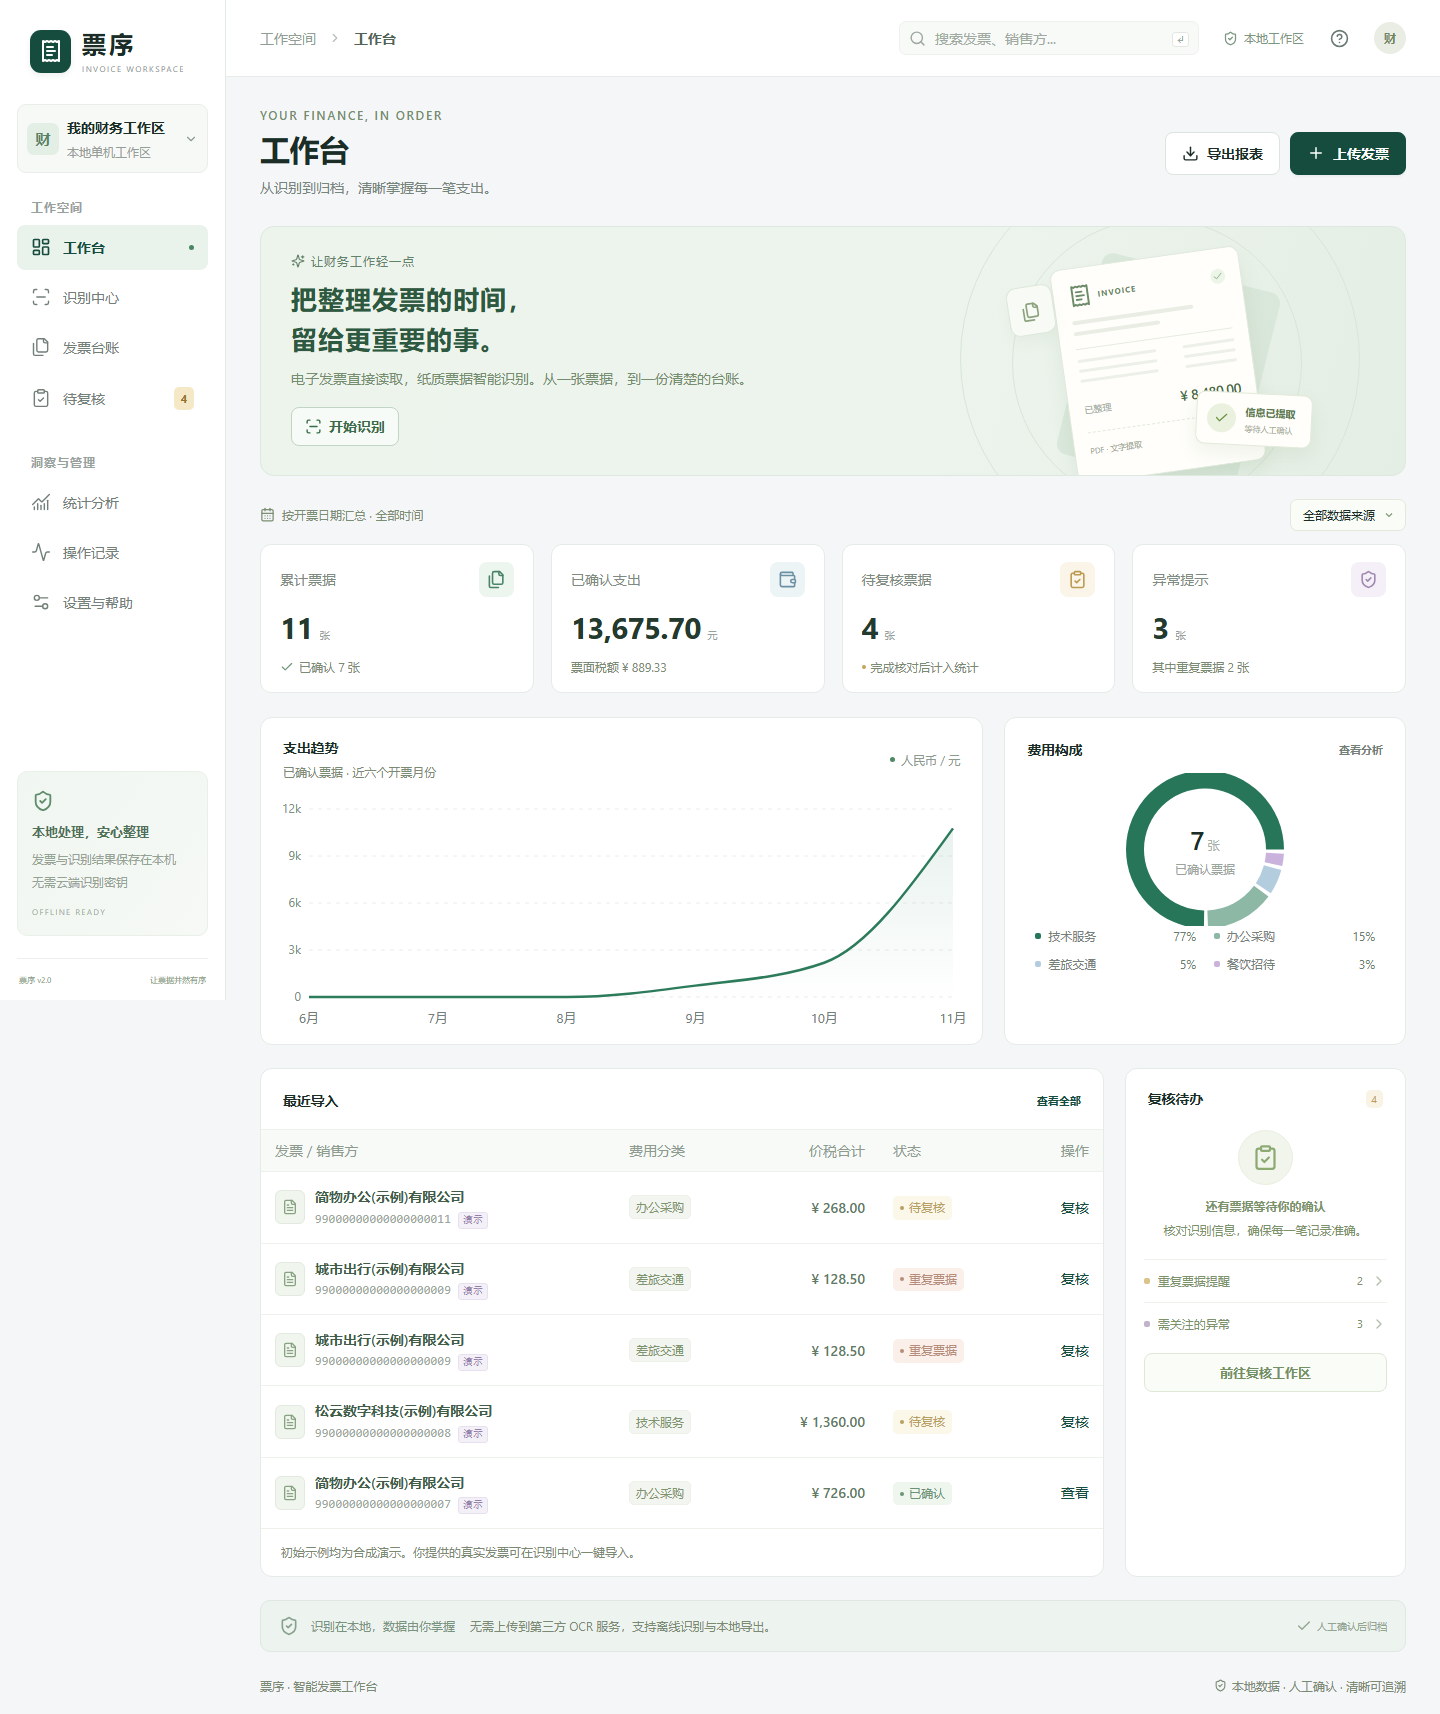 票序
INVOICE WORKSPACE
财
我的财务工作区
本地单机工作区
工作空间
工作台
识别中心
发票台账
待复核
4
洞察与管理
统计分析
操作记录
设置与帮助
本地处理，安心整理
发票与识别结果保存在本机
无需云端识别密钥
OFFLINE READY
票序 v2.0
让票据井然有序
工作空间
工作台
搜索发票、销售方...
本地工作区
财
YOUR FINANCE, IN ORDER
工作台
从识别到归档，清晰掌握每一笔支出。
导出报表
上传发票
让财务工作轻一点
把整理发票的时间，
留给更重要的事。
电子发票直接读取，纸质票据智能识别。从一张票据，到一份清楚的台账。
开始识别
INVOICE
已整理
¥ 8,480.00
PDF · 文字提取
信息已提取
等待人工确认
按开票日期汇总 · 全部时间
全部数据来源
累计票据
11 张
已确认 7 张
已确认支出
13,675.70 元
票面税额 ¥ 889.33
待复核票据
4 张
完成核对后计入统计
异常提示
3 张
其中重复票据 2 张
支出趋势
已确认票据 · 近六个开票月份
人民币 / 元
12k
9k
6k
3k
0
6月 7月 8月 9月 10月 11月
费用构成
查看分析
7 张
已确认票据
技术服务 77%
办公采购 15%
差旅交通 5%
餐饮招待 3%
最近导入
查看全部
发票 / 销售方 费用分类 价税合计 状态 操作
简物办公(示例)有限公司
99000000000000000011 演示
办公采购 ¥ 268.00 待复核 复核
城市出行(示例)有限公司
99000000000000000009 演示
差旅交通 ¥ 128.50 重复票据 复核
城市出行(示例)有限公司
99000000000000000009 演示
差旅交通 ¥ 128.50 重复票据 复核
松云数字科技(示例)有限公司
99000000000000000008 演示
技术服务 ¥ 1,360.00 待复核 复核
简物办公(示例)有限公司
99000000000000000007 演示
办公采购 ¥ 726.00 已确认 查看
初始示例均为合成演示。你提供的真实发票可在识别中心一键导入。
复核待办
4
还有票据等待你的确认
核对识别信息，确保每一笔记录准确。
重复票据提醒 2
需关注的异常 3
前往复核工作区
识别在本地，数据由你掌握 无需上传到第三方 OCR 服务，支持离线识别与本地导出。
人工确认后归档
票序 · 智能发票工作台
本地数据 · 人工确认 · 清晰可追溯